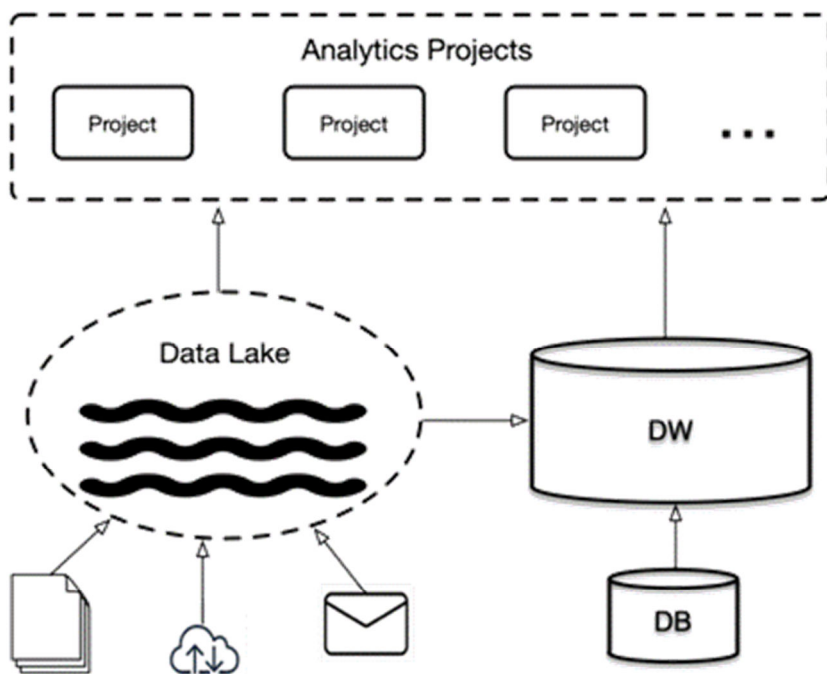 Analytics Projects
Project
Project
Project
...
Data Lake
DW
DB